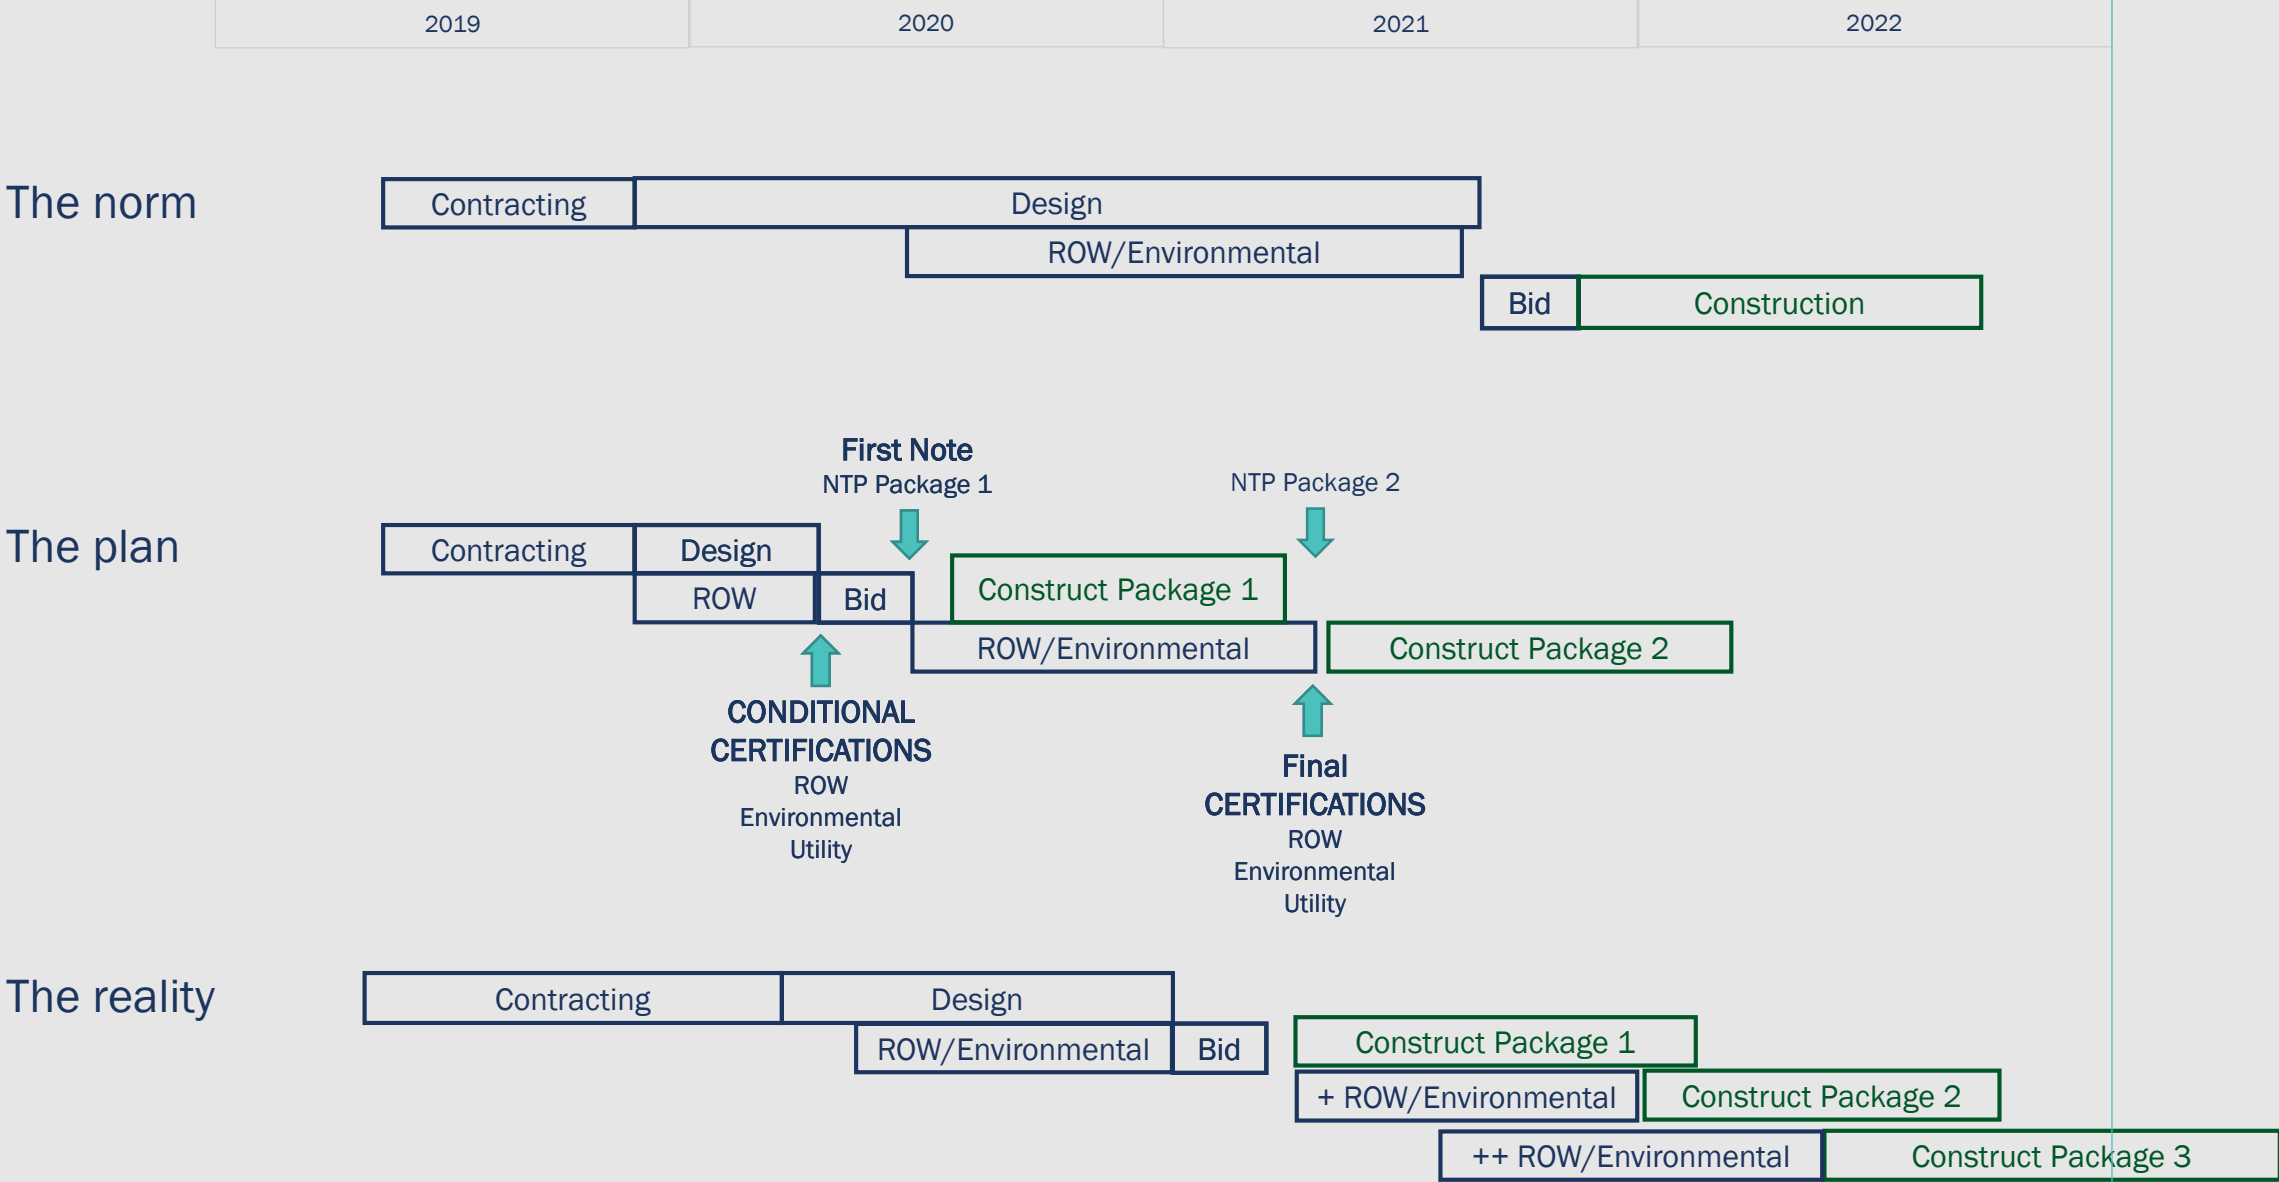 2019
2020
2021
2022
The norm
Contracting
Design
ROW/Environmental
Bid
Construction
First Note
NTP Package 1
NTP Package 2
The plan
Contracting
Design
Construct Package 1
ROW
Bid
ROW/Environmental
Construct Package 2
CONDITIONAL
CERTIFICATIONS
ROW
Environmental
Utility
Final
CERTIFICATIONS
ROW
Environmental
Utility
The reality
Contracting
Design
ROW/Environmental
Bid
Construct Package 1
+ ROW/Environmental
Construct Package 2
++ ROW/Environmental
Construct Package 3